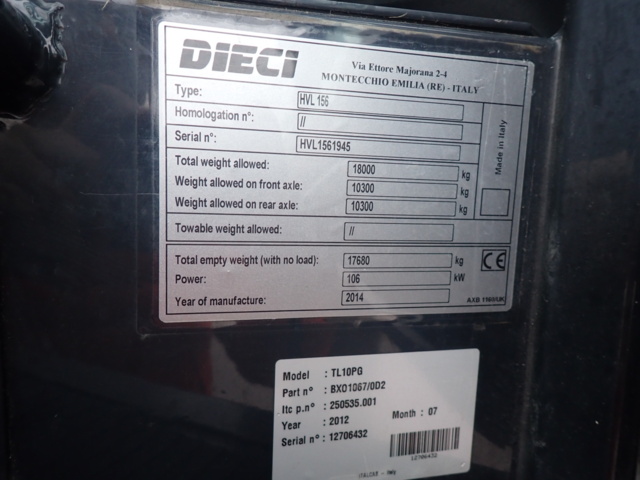 DIECI
Via Ettore Majorana 2-4
MONTECCHIO EMILIA (RE) - ITALY
Type: HVL 156
Homologation n°: //
Serial n°: HVL1561945
Made in Italy
Total weight allowed: 18000 kg
Weight allowed on front axle: 10300 kg
Weight allowed on rear axle: 10300 kg
Towable weight allowed: //
Total empty weight (with no load): 17680 kg
CE
Power: 106 kW
Year of manufacture: 2014
Model : TL10PG
Part n° : BXO1067/0D2
Itc p.n° : 250535.001
Year : 2012 Month : 07
Serial n° : 12706432
12706432